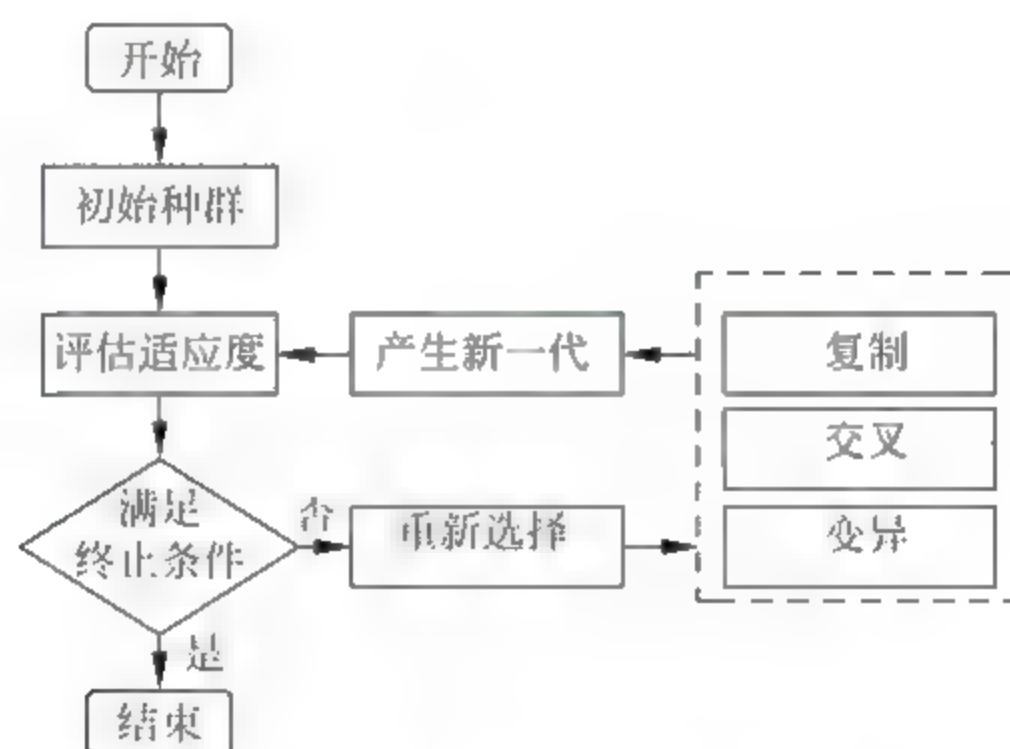 开始
初始种群
评估适应度
产生新一代
复制
交叉
满足
终止条件
否
重新选择
变异
是
结束